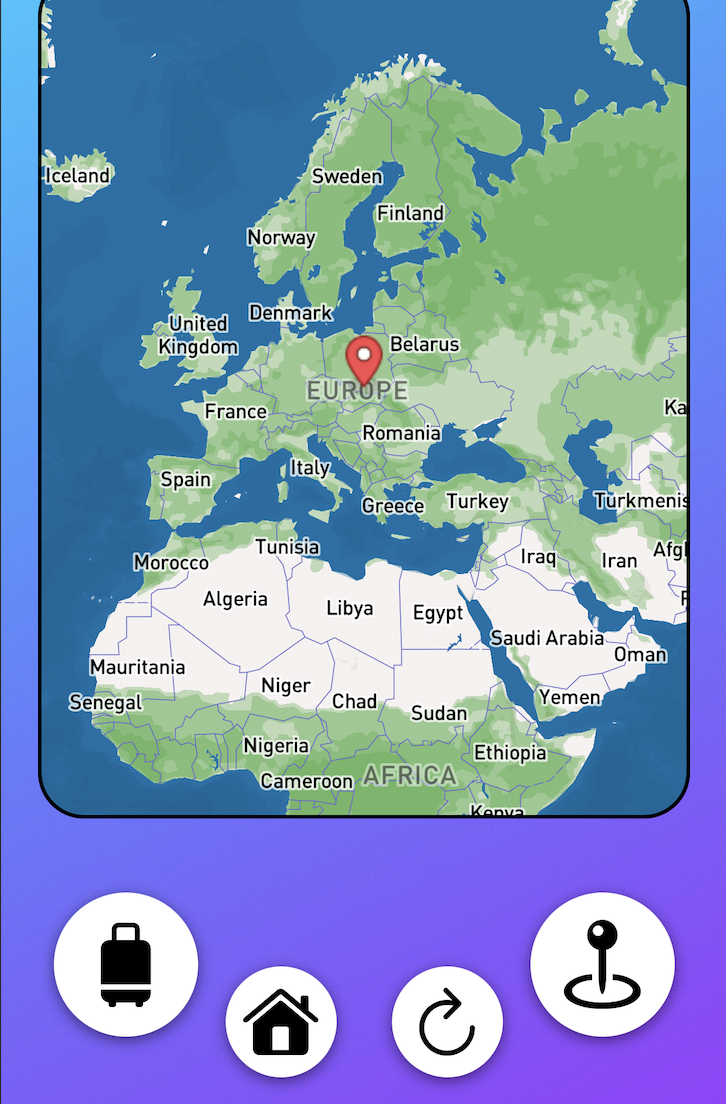 Iceland
Sweden
Finland
Norway
Denmark
United
Kingdom
Belarus
EUROPE
France
Ka
Romania
Italy
Spain
Greece
Turkey
Turkmenis
Tunisia
Morocco
Iraq
Iran
Afgh
Algeria
Libya
Egypt
Saudi Arabia
Oman
Mauritania
Niger
Chad
Yemen
Senegal
Sudan
Nigeria
Ethiopia
Cameroon
AFRICA
Kenya